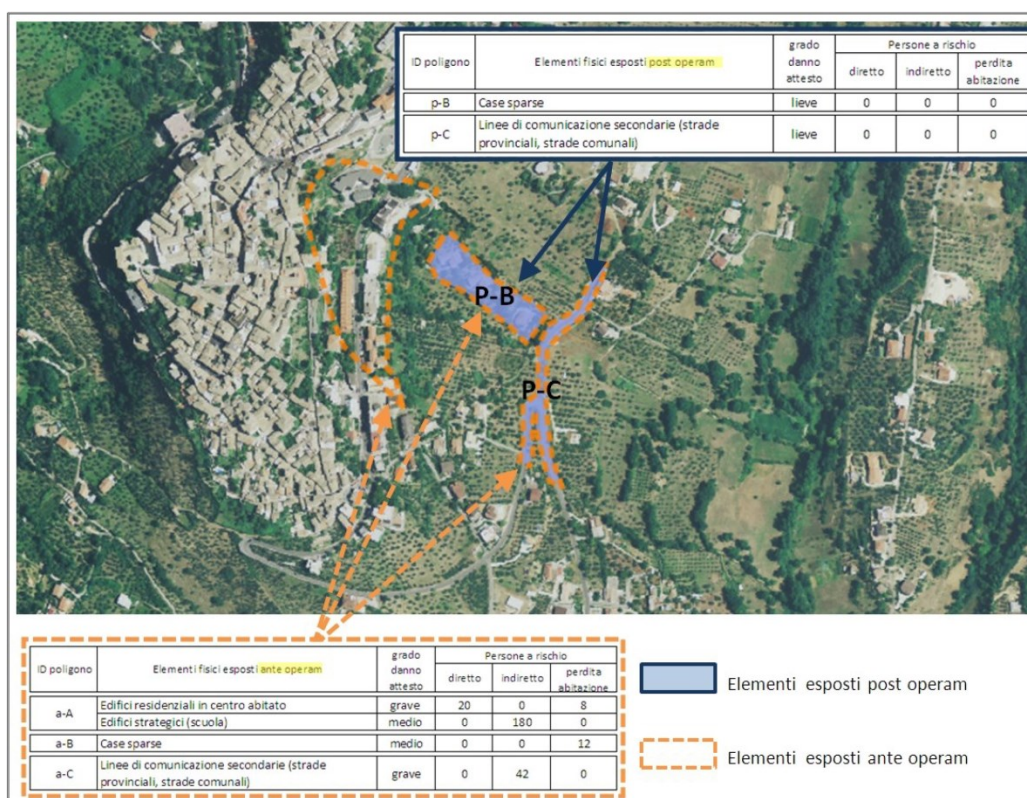 ID poligono Elementi fisici esposti post operam grado danno attesto Persone a rischio
diretto indiretto perdita abitazione
p-B Case sparse lieve 0 0 0
p-C Linee di comunicazione secondarie (strade provinciali, strade comunali) lieve 0 0 0
P-B
P-C
ID poligono Elementi fisici esposti ante operam grado danno attesto Persone a rischio
diretto indiretto perdita abitazione
a-A Edifici residenziali in centro abitato grave 20 0 8
Edifici strategici (scuola) medio 0 180 0
a-B Case sparse medio 0 0 12
a-C Linee di comunicazione secondarie (strade provinciali, strade comunali) grave 0 42 0
Elementi esposti post operam
Elementi esposti ante operam